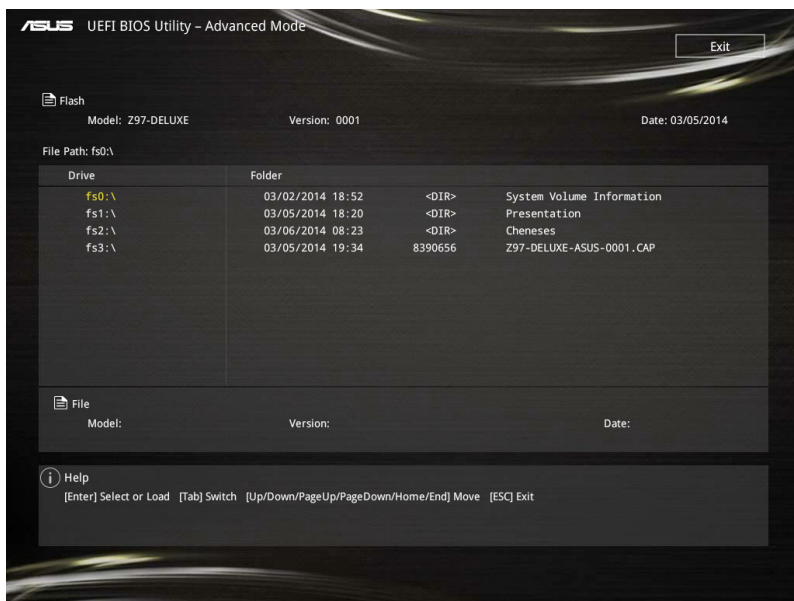 ASUS UEFI BIOS Utility – Advanced Mode
Exit
Flash
Model: Z97-DELUXE Version: 0001 Date: 03/05/2014
File Path: fs0:\
Drive Folder
fs0:\ 03/02/2014 18:52 <DIR> System Volume Information
fs1:\ 03/05/2014 18:20 <DIR> Presentation
fs2:\ 03/06/2014 08:23 <DIR> Cheneses
fs3:\ 03/05/2014 19:34 8390656 Z97-DELUXE-ASUS-0001.CAP
File
Model: Version: Date:
Help
[Enter] Select or Load [Tab] Switch [Up/Down/PageUp/PageDown/Home/End] Move [ESC] Exit